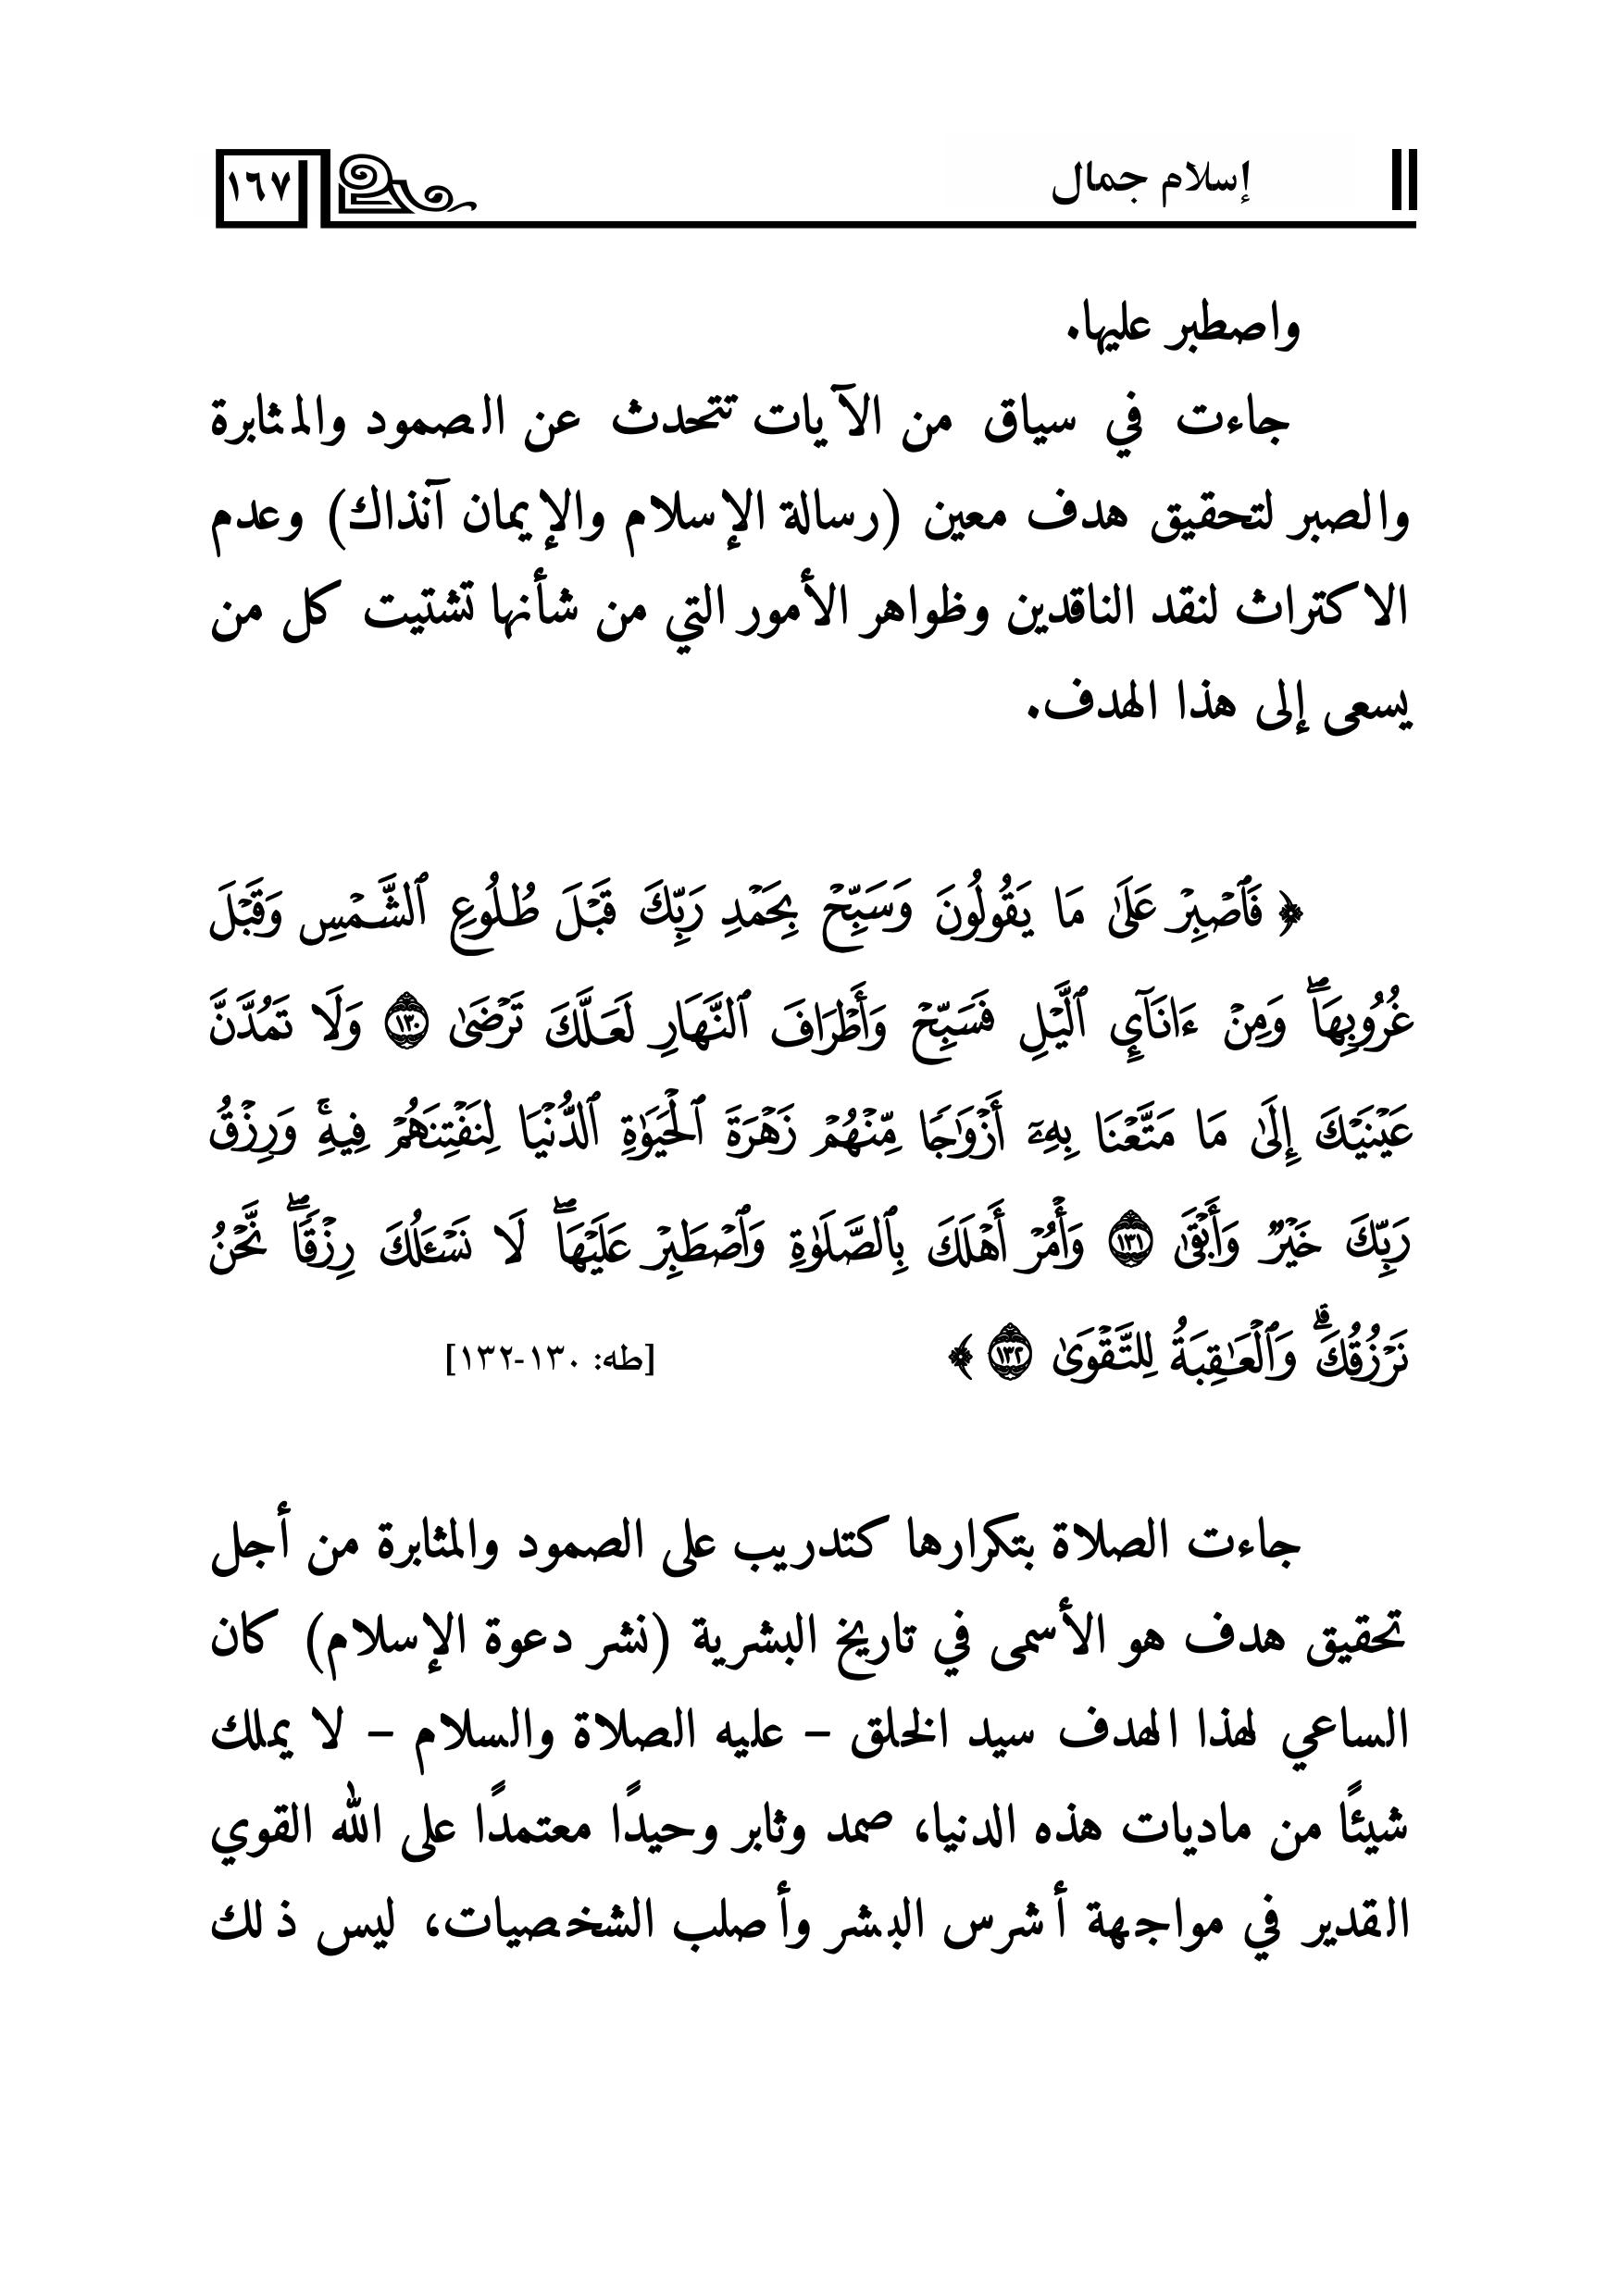 إسلام جمال
١٦٧
واصطبر عليها.
جاءت في سياق من الآيات تتحدث عن الصمود والمثابرة
والصبر لتحقيق هدف معين (رسالة الإسلام والإيمان آنذاك) وعدم
الاكتراث لنقد الناقدين وظواهر الأمور التي من شأنها تشتيت كل من
يسعى إلى هذا الهدف.
﴿ فَٱصۡبِرۡ عَلَىٰ مَا يَقُولُونَ وَسَبِّحۡ بِحَمۡدِ رَبِّكَ قَبۡلَ طُلُوعِ ٱلشَّمۡسِ وَقَبۡلَ
غُرُوبِهَاۖ وَمِنۡ ءَانَآيِٕ ٱلَّيۡلِ فَسَبِّحۡ وَأَطۡرَافَ ٱلنَّهَارِ لَعَلَّكَ تَرۡضَىٰ ١٣٠ وَلَا تَمُدَّنَّ
عَيۡنَيۡكَ إِلَىٰ مَا مَتَّعۡنَا بِهِۦٓ أَزۡوَٰجٗا مِّنۡهُمۡ زَهۡرَةَ ٱلۡحَيَوٰةِ ٱلدُّنۡيَا لِنَفۡتِنَهُمۡ فِيهِۚ وَرِزۡقُ
رَبِّكَ خَيۡرٞ وَأَبۡقَىٰ ١٣١ وَأۡمُرۡ أَهۡلَكَ بِٱلصَّلَوٰةِ وَٱصۡطَبِرۡ عَلَيۡهَاۖ لَا نَسۡـَٔلُكَ رِزۡقٗاۖ نَّحۡنُ
نَرۡزُقُكَۗ وَٱلۡعَٰقِبَةُ لِلتَّقۡوَىٰ ١٣٢ ﴾ [طه: ١٣٠-١٣٢]
جاءت الصلاة بتكرارها كتدريب على الصمود والمثابرة من أجل
تحقيق هدف هو الأسمى في تاريخ البشرية (نشر دعوة الإسلام) كان
الساعي لهذا الهدف سيد الخلق – عليه الصلاة والسلام – لا يملك
شيئًا من ماديات هذه الدنيا، صمد وثابر وحيدًا معتمدًا على الله القوي
القدير في مواجهة أشرس البشر وأصلب الشخصيات، ليس ذلك